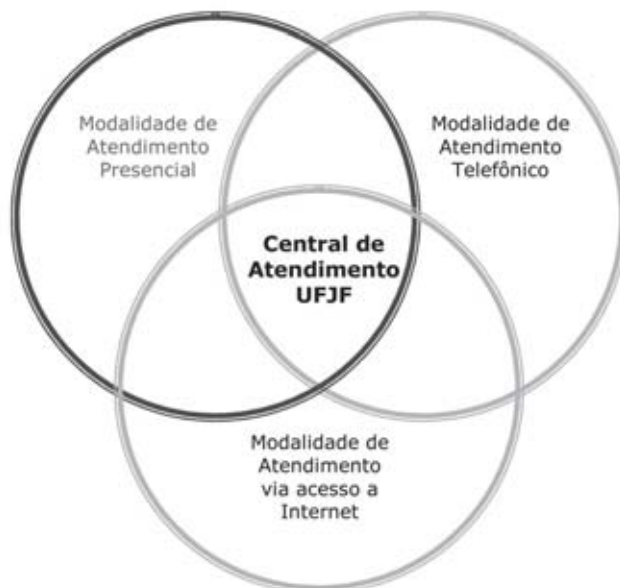 Modalidade de
Atendimento
Presencial
Modalidade de
Atendimento
Telefônico
Central de
Atendimento
UFJF
Modalidade de
Atendimento
via acesso a
Internet